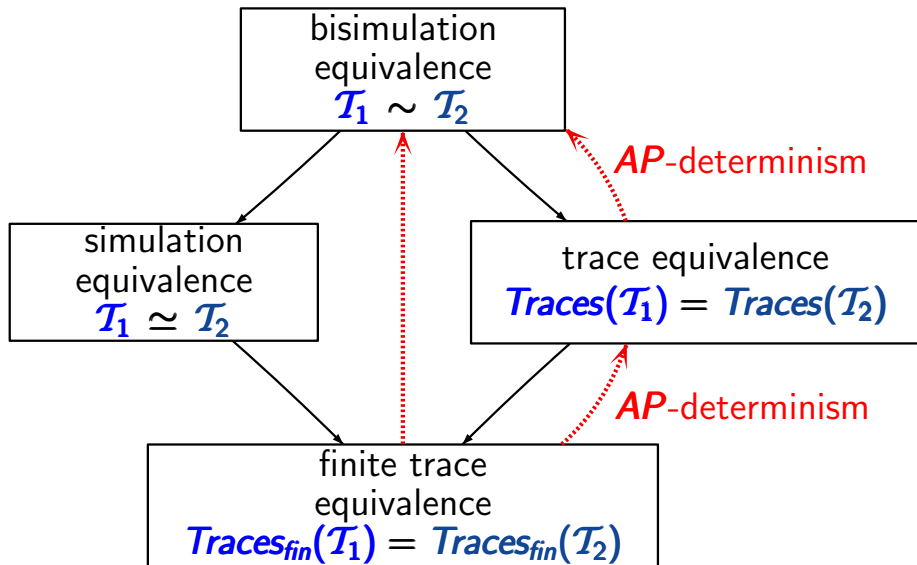 bisimulation
equivalence
𝒯₁ ∼ 𝒯₂
AP-determinism
simulation
equivalence
𝒯₁ ≃ 𝒯₂
trace equivalence
Traces(𝒯₁) = Traces(𝒯₂)
AP-determinism
finite trace
equivalence
Traces_fin(𝒯₁) = Traces_fin(𝒯₂)